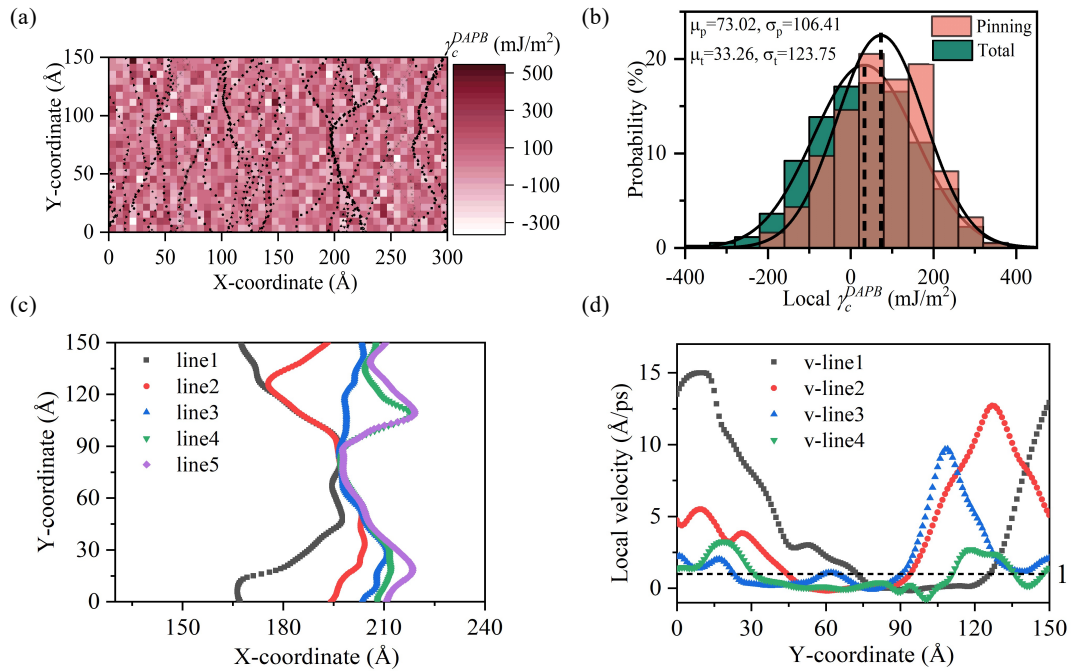 (a)
γ_c^DAPB (mJ/m²)
500
300
100
-100
-300
Y-coordinate (Å)
150
100
50
0
0 50 100 150 200 250 300
X-coordinate (Å)
(b)
μp=73.02, σp=106.41
μt=33.26, σt=123.75
Pinning
Total
Probability (%)
20
10
0
-400 -200 0 200 400
Local γ_c^DAPB (mJ/m²)
(c)
line1
line2
line3
line4
line5
Y-coordinate (Å)
150
120
90
60
30
0
150 180 210 240
X-coordinate (Å)
(d)
v-line1
v-line2
v-line3
v-line4
Local velocity (Å/ps)
15
10
5
0
1
0 30 60 90 120 150
Y-coordinate (Å)